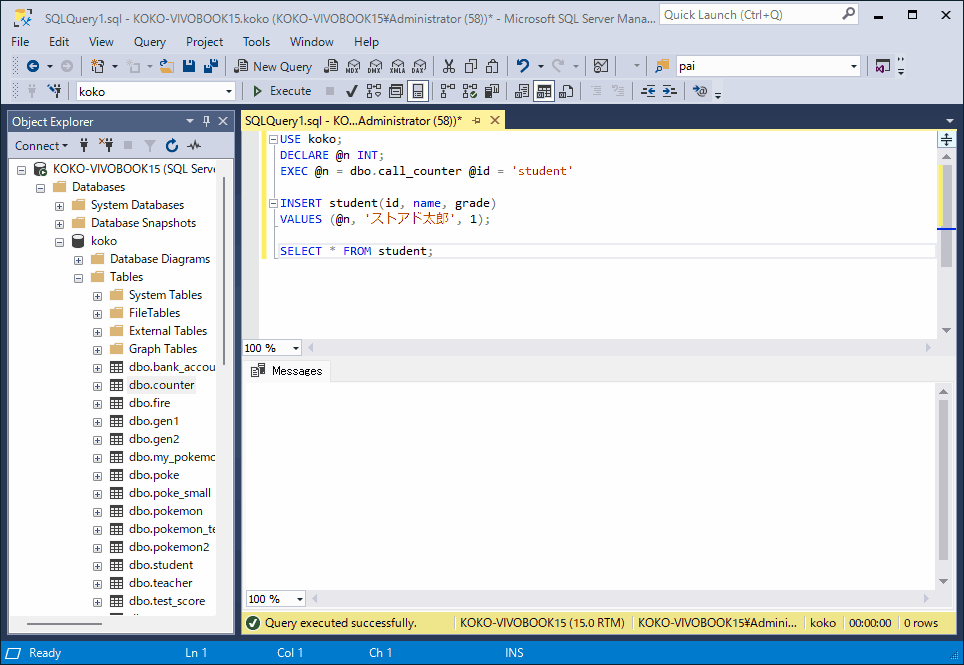 SQLQuery1.sql - KOKO-VIVOBOOK15.koko (KOKO-VIVOBOOK15¥Administrator (58))* - Microsoft SQL Server Mana...
Quick Launch (Ctrl+Q)
File Edit View Query Project Tools Window Help
New Query
MDX DMX XMLA DAX
pai
koko
Execute
Object Explorer
SQLQuery1.sql - KO...Administrator (58))*
Connect
KOKO-VIVOBOOK15 (SQL Serve
Databases
System Databases
Database Snapshots
koko
Database Diagrams
Tables
System Tables
FileTables
External Tables
Graph Tables
dbo.bank_accou
dbo.counter
dbo.fire
dbo.gen1
dbo.gen2
dbo.my_pokemo
dbo.poke
dbo.poke_small
dbo.pokemon
dbo.pokemon_te
dbo.pokemon2
dbo.student
dbo.teacher
dbo.test_score
USE koko;
DECLARE @n INT;
EXEC @n = dbo.call_counter @id = 'student'
INSERT student(id, name, grade)
VALUES (@n, 'ストアド太郎', 1);
SELECT * FROM student;
100 %
Messages
100 %
Query executed successfully.
KOKO-VIVOBOOK15 (15.0 RTM)
KOKO-VIVOBOOK15¥Admini...
koko
00:00:00
0 rows
Ready
Ln 1
Col 1
Ch 1
INS